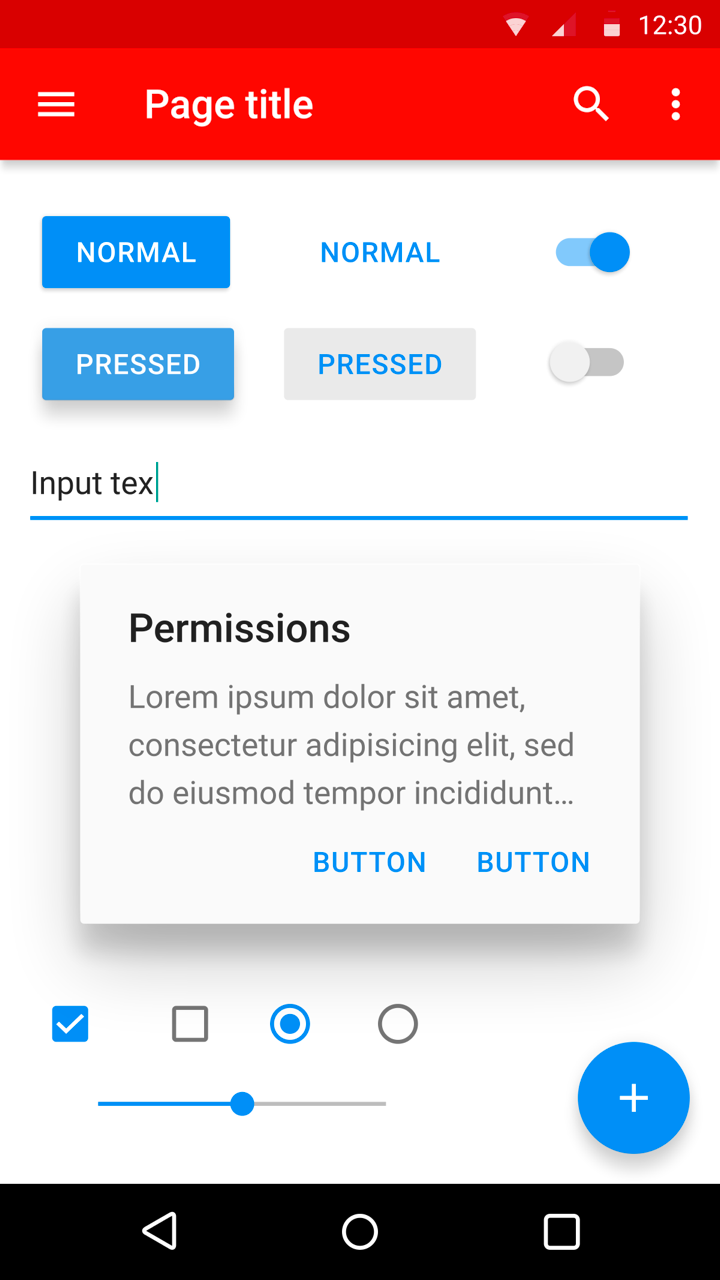 12:30
Page title
NORMAL NORMAL
PRESSED PRESSED
Input tex
Permissions
Lorem ipsum dolor sit amet,
consectetur adipisicing elit, sed
do eiusmod tempor incididunt…
BUTTON BUTTON